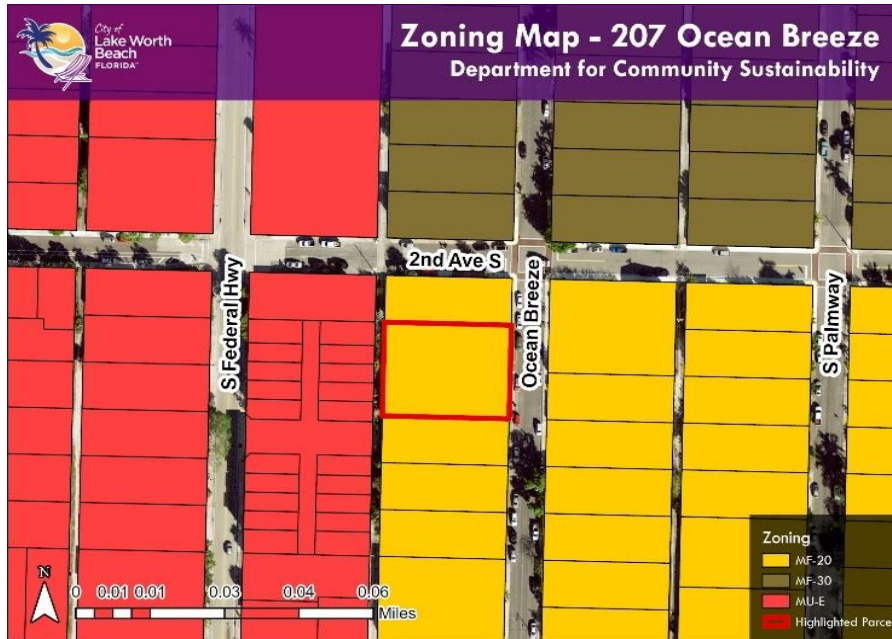 City of
Lake Worth
Beach
FLORIDA
Zoning Map - 207 Ocean Breeze
Department for Community Sustainability
2nd Ave S
S Federal Hwy
Ocean Breeze
S Palmway
Zoning
MF-20
MF-30
MU-E
Highlighted Parce
N
0 0.01 0.01 0.03 0.04 0.06
Miles